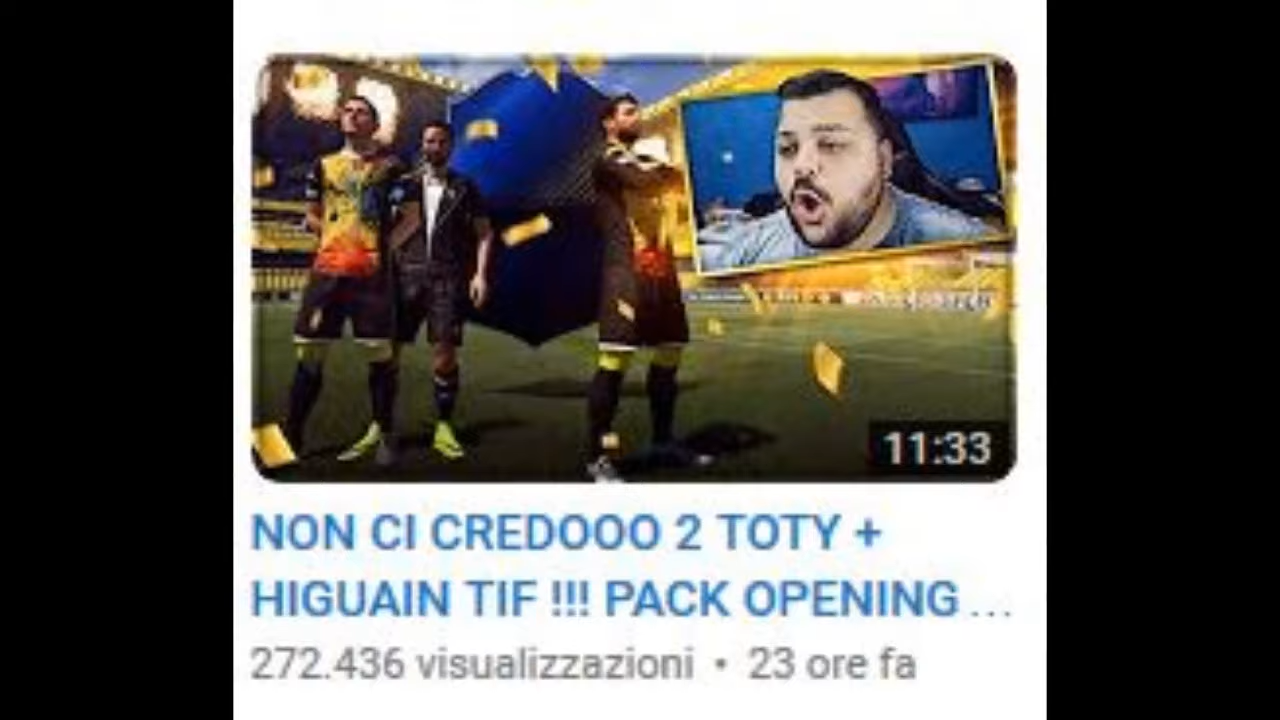 11:33
NON CI CREDOOO 2 TOTY +
HIGUAIN TIF !!! PACK OPENING ...
272.436 visualizzazioni • 23 ore fa